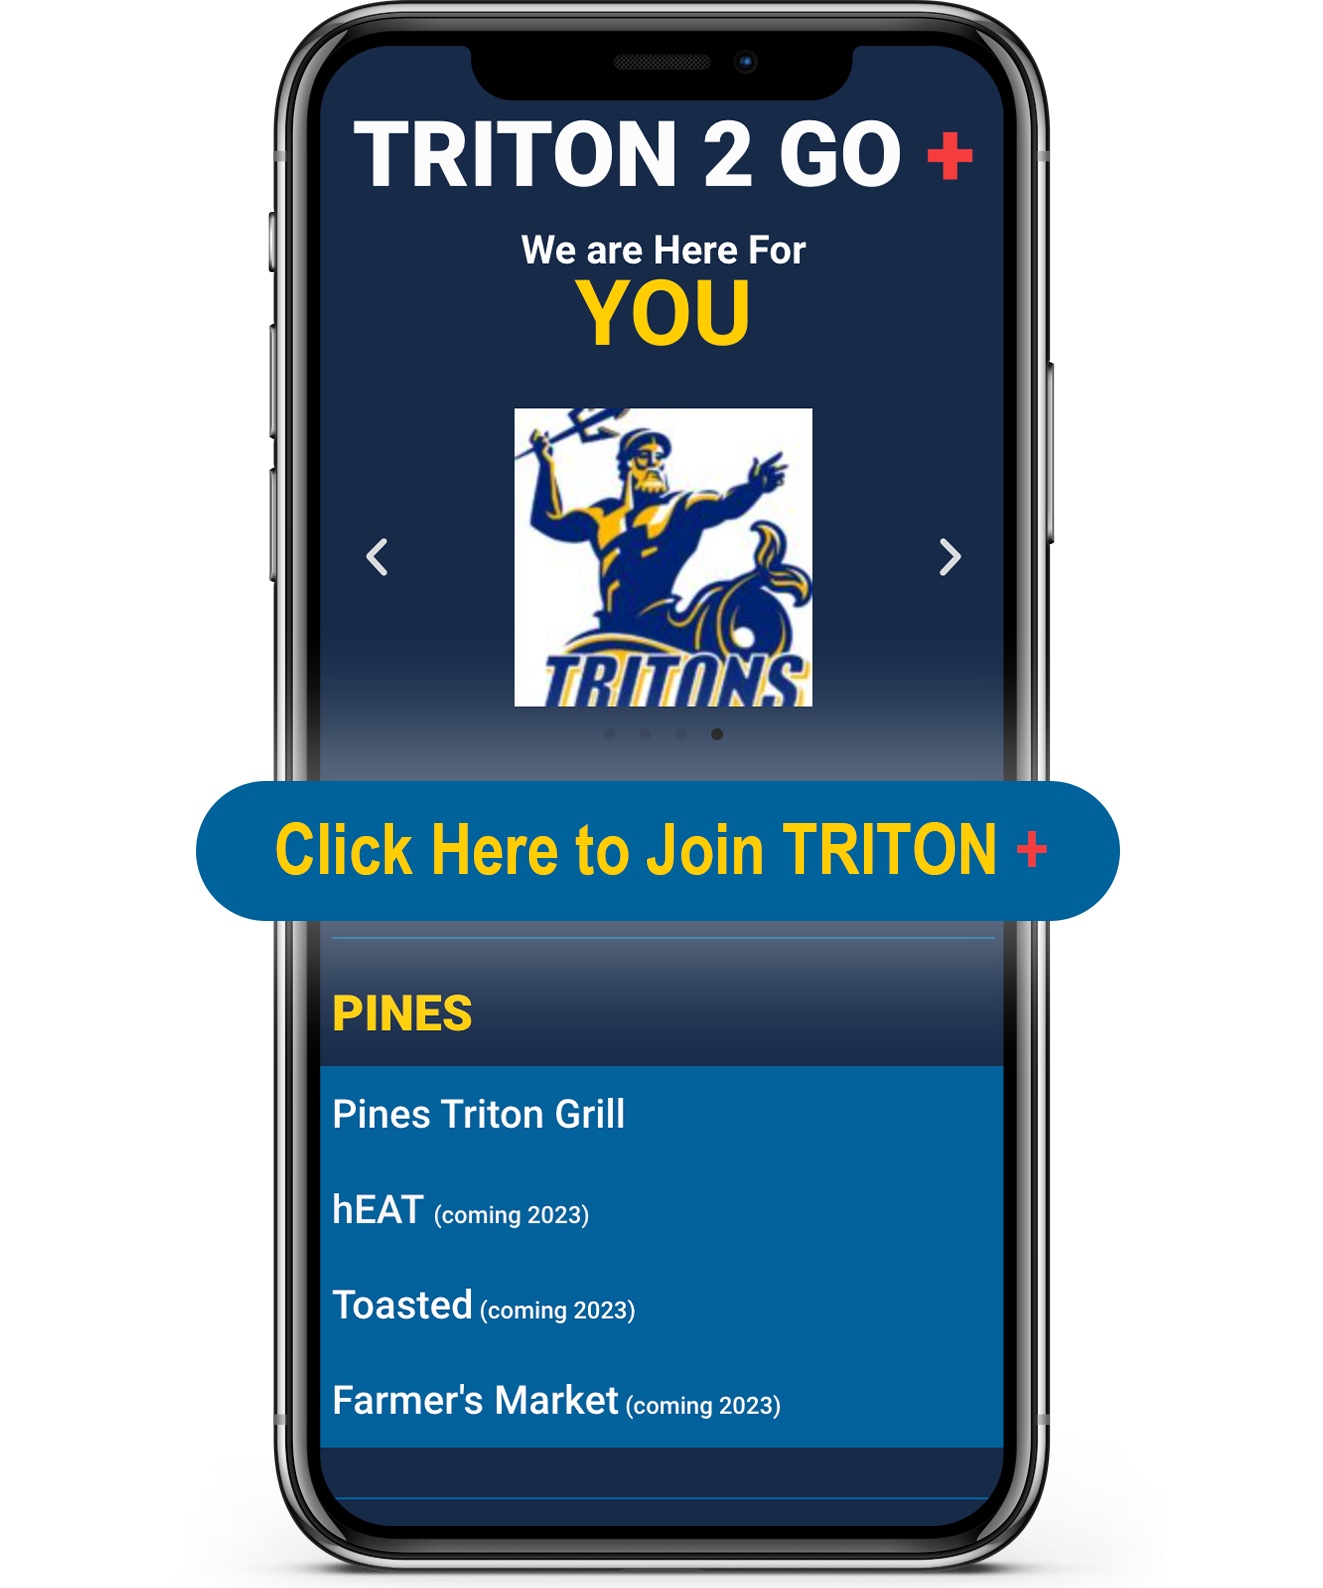 TRITON 2 GO +
We are Here For
YOU
TRITONS
Click Here to Join TRITON +
PINES
Pines Triton Grill
hEAT (coming 2023)
Toasted (coming 2023)
Farmer's Market (coming 2023)